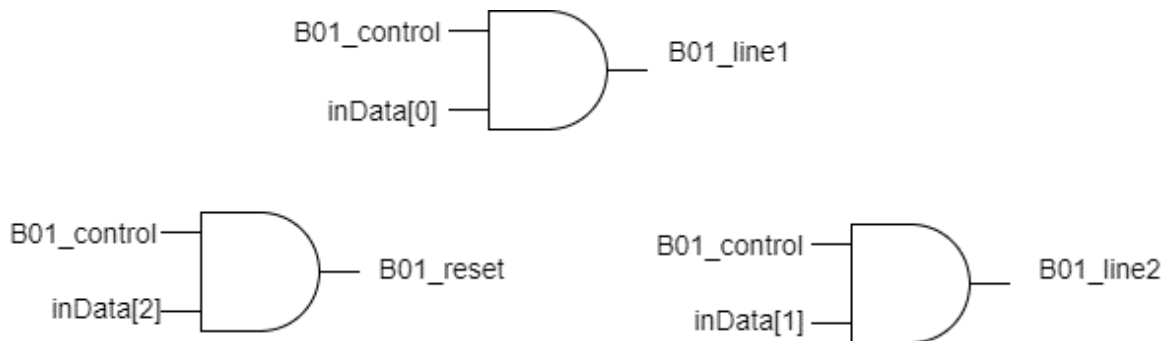 B01_control
B01_line1
inData[0]
B01_control
B01_reset
inData[2]
B01_control
B01_line2
inData[1]